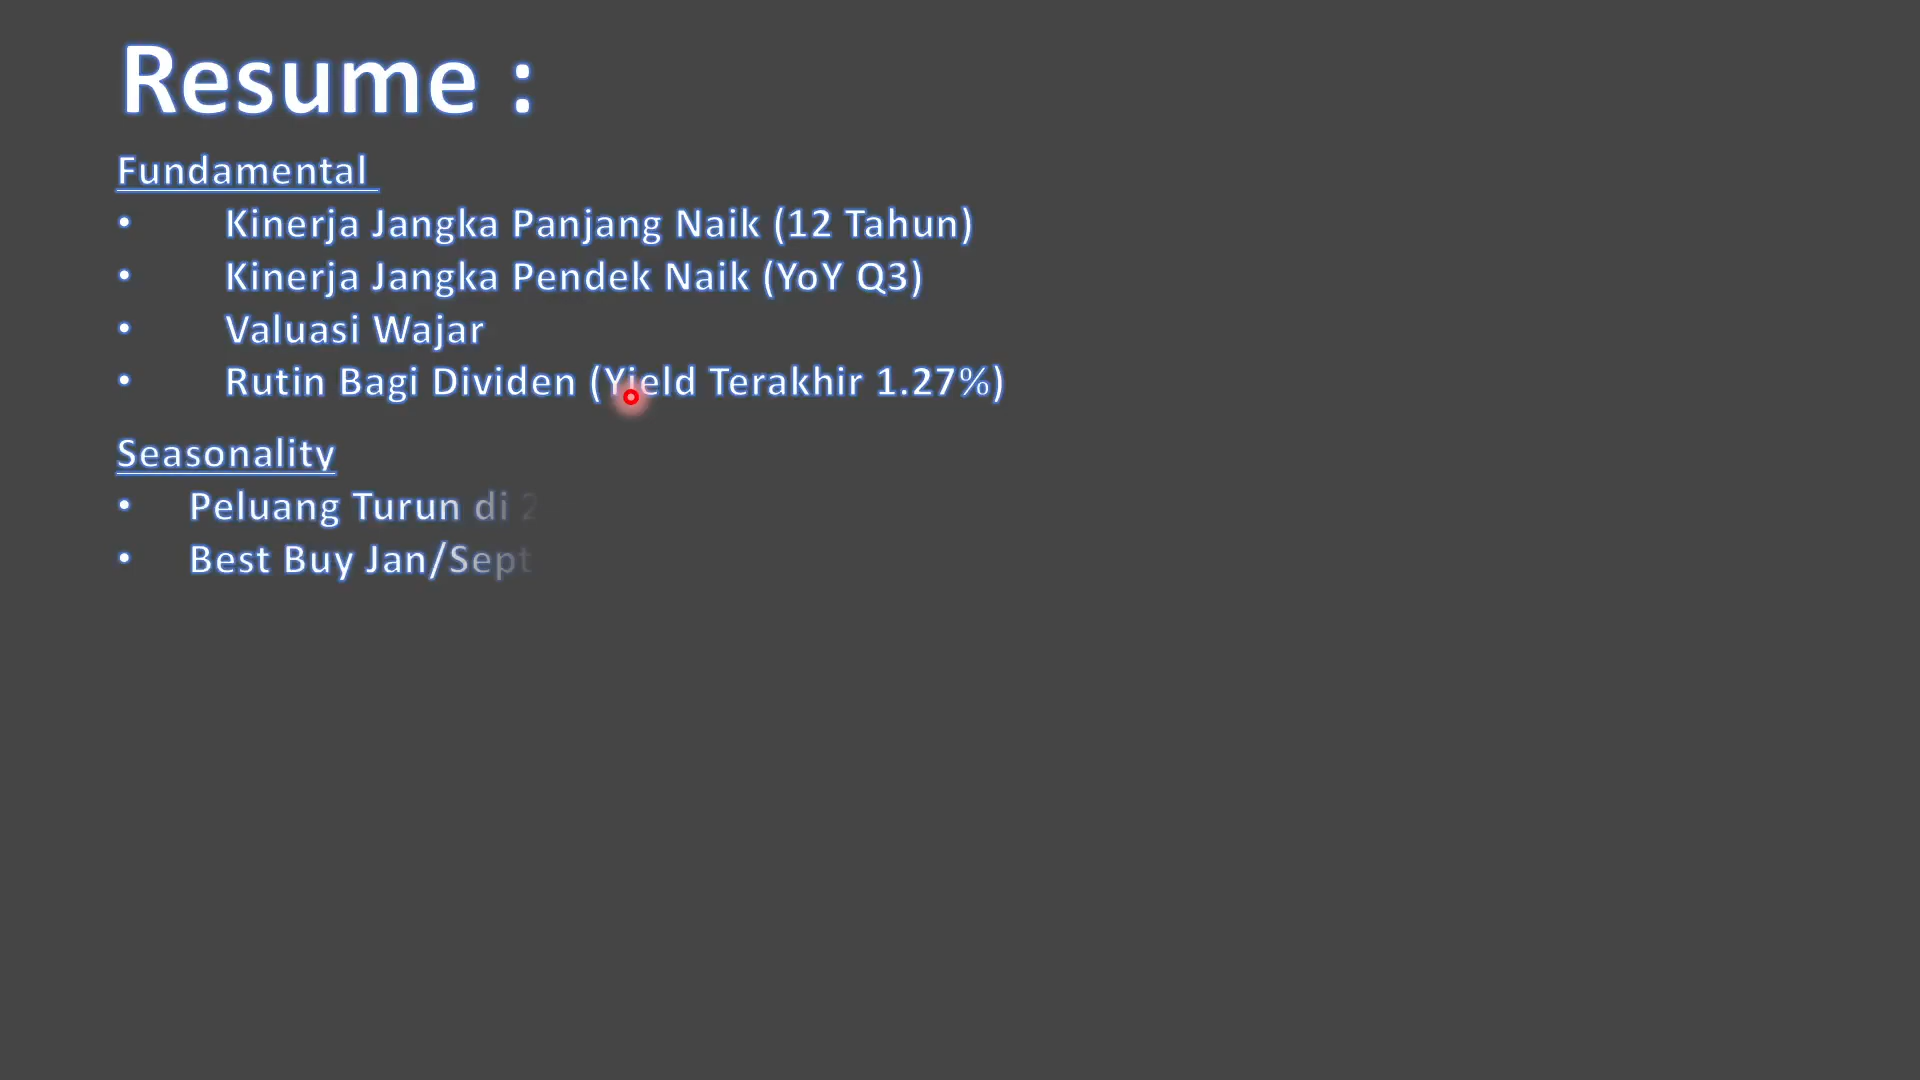 Resume :
Fundamental
• Kinerja Jangka Panjang Naik (12 Tahun)
• Kinerja Jangka Pendek Naik (YoY Q3)
• Valuasi Wajar
• Rutin Bagi Dividen (Yield Terakhir 1.27%)
Seasonality
• Peluang Turun di
• Best Buy Jan/Sept